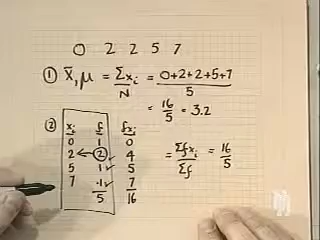 0 2 2 5 7
① X̄, μ = Σxᵢ / N = 0+2+2+5+7 / 5
= 16/5 = 3.2
② xᵢ f fxᵢ
0 1 0
2 ← 2 4 = Σfxᵢ / Σf = 16/5
5 1 5
7 1 7
5 16